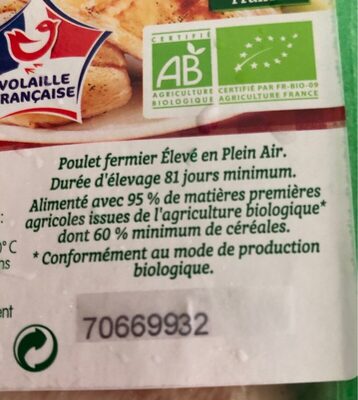 VOLAILLE
FRANÇAISE
CERTIFIÉ
AB
AGRICULTURE
BIOLOGIQUE
CERTIFIÉ PAR FR-BIO-09
AGRICULTURE FRANCE
Poulet fermier Élevé en Plein Air.
Durée d'élevage 81 jours minimum.
Alimenté avec 95 % de matières premières
agricoles issues de l'agriculture biologique*
dont 60 % minimum de céréales.
* Conformément au mode de production
biologique.
70669932